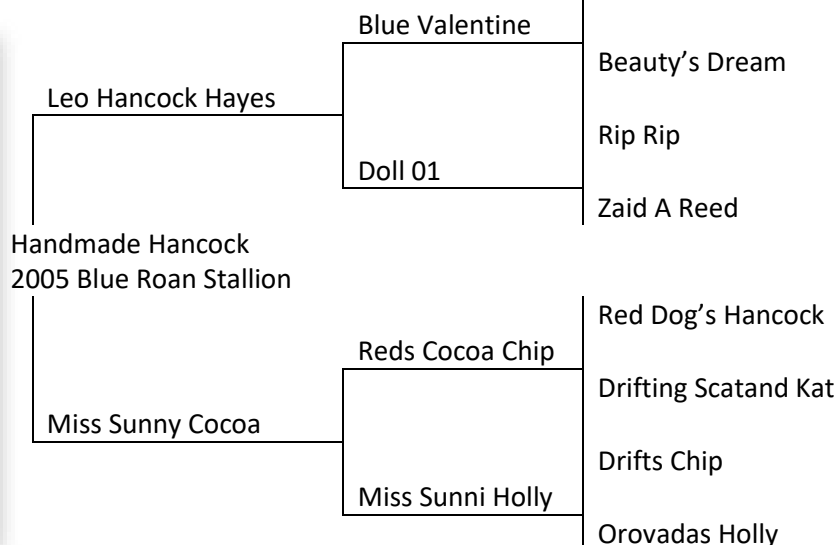 Blue Valentine
Beauty’s Dream
Leo Hancock Hayes
Rip Rip
Doll 01
Zaid A Reed
Handmade Hancock
2005 Blue Roan Stallion
Red Dog’s Hancock
Reds Cocoa Chip
Drifting Scatand Kat
Miss Sunny Cocoa
Drifts Chip
Miss Sunni Holly
Orovadas Holly